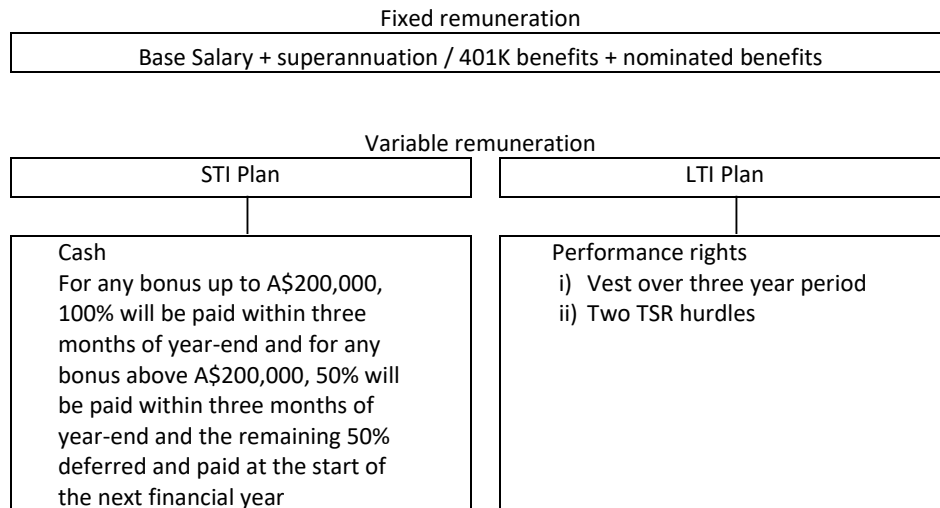 Fixed remuneration
Base Salary + superannuation / 401K benefits + nominated benefits
Variable remuneration
STI Plan
LTI Plan
Cash
For any bonus up to A$200,000,
100% will be paid within three
months of year-end and for any
bonus above A$200,000, 50% will
be paid within three months of
year-end and the remaining 50%
deferred and paid at the start of
the next financial year
Performance rights
i) Vest over three year period
ii) Two TSR hurdles